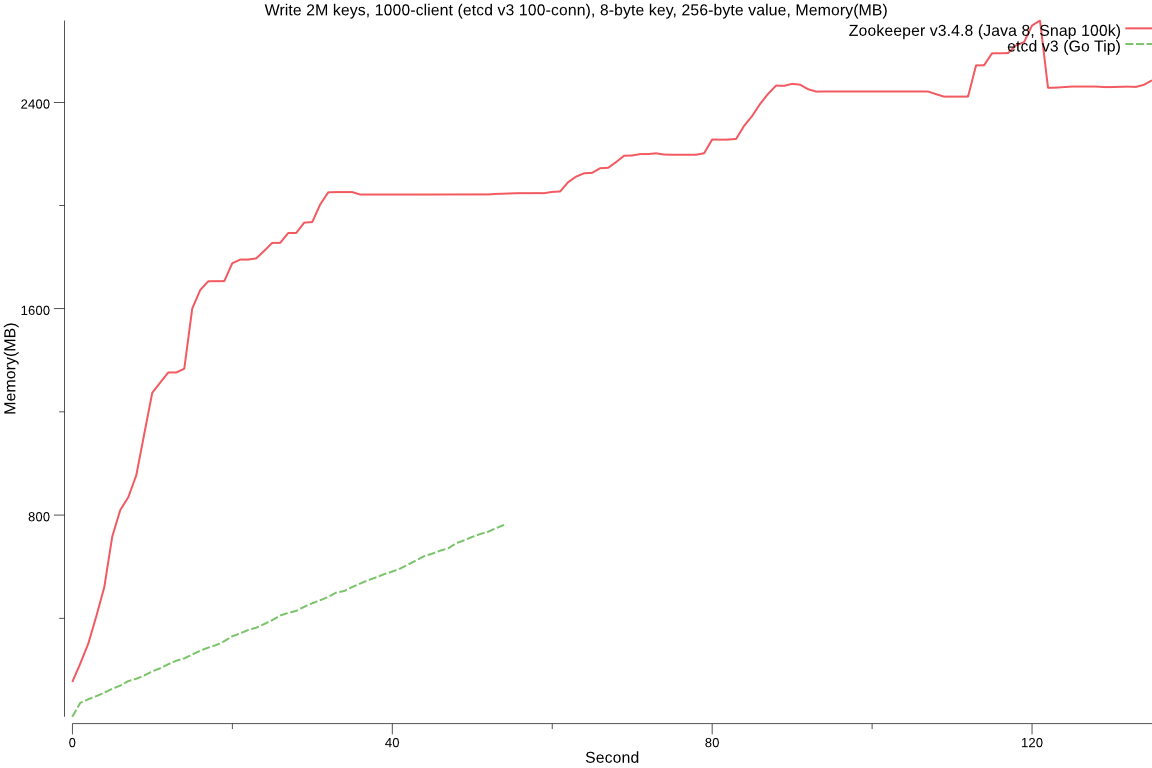 Write 2M keys, 1000-client (etcd v3 100-conn), 8-byte key, 256-byte value, Memory(MB)
Zookeeper v3.4.8 (Java 8, Snap 100k)
etcd v3 (Go Tip)
2400
1600
800
Memory(MB)
0 40 80 120
Second